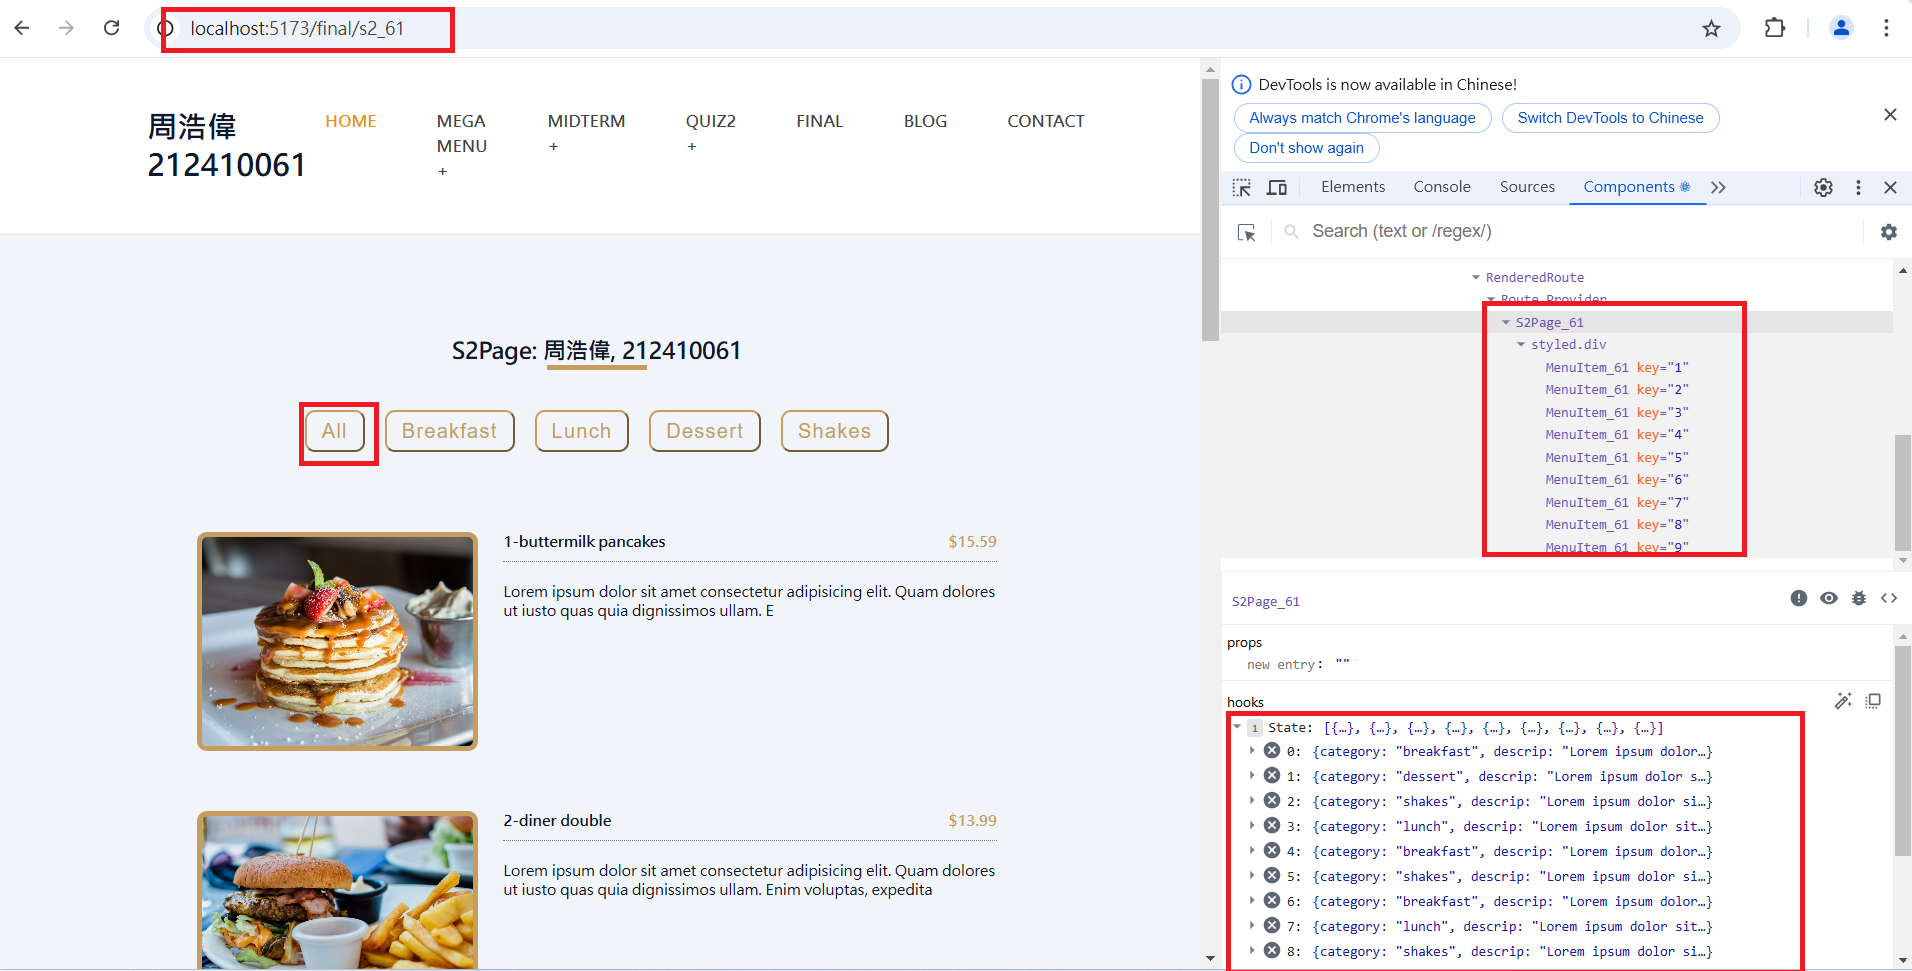 localhost:5173/final/s2_61
周浩偉
212410061
HOME
MEGA
MENU
+
MIDTERM
+
QUIZ2
+
FINAL
BLOG
CONTACT
S2Page: 周浩偉, 212410061
All
Breakfast
Lunch
Dessert
Shakes
1-buttermilk pancakes
$15.59
Lorem ipsum dolor sit amet consectetur adipisicing elit. Quam dolores
ut iusto quas quia dignissimos ullam. E
2-diner double
$13.99
Lorem ipsum dolor sit amet consectetur adipisicing elit. Quam dolores
ut iusto quas quia dignissimos ullam. Enim voluptas, expedita
DevTools is now available in Chinese!
Always match Chrome's language
Switch DevTools to Chinese
Don't show again
Elements
Console
Sources
Components
Search (text or /regex/)
RenderedRoute
Route.Provider
S2Page_61
styled.div
MenuItem_61 key="1"
MenuItem_61 key="2"
MenuItem_61 key="3"
MenuItem_61 key="4"
MenuItem_61 key="5"
MenuItem_61 key="6"
MenuItem_61 key="7"
MenuItem_61 key="8"
MenuItem_61 key="9"
S2Page_61
props
new entry: ""
hooks
1 State: [{…}, {…}, {…}, {…}, {…}, {…}, {…}, {…}, {…}]
0: {category: "breakfast", descrip: "Lorem ipsum dolor…}
1: {category: "dessert", descrip: "Lorem ipsum dolor s…}
2: {category: "shakes", descrip: "Lorem ipsum dolor si…}
3: {category: "lunch", descrip: "Lorem ipsum dolor sit…}
4: {category: "breakfast", descrip: "Lorem ipsum dolor…}
5: {category: "shakes", descrip: "Lorem ipsum dolor si…}
6: {category: "breakfast", descrip: "Lorem ipsum dolor…}
7: {category: "lunch", descrip: "Lorem ipsum dolor sit…}
8: {category: "shakes", descrip: "Lorem ipsum dolor si…}